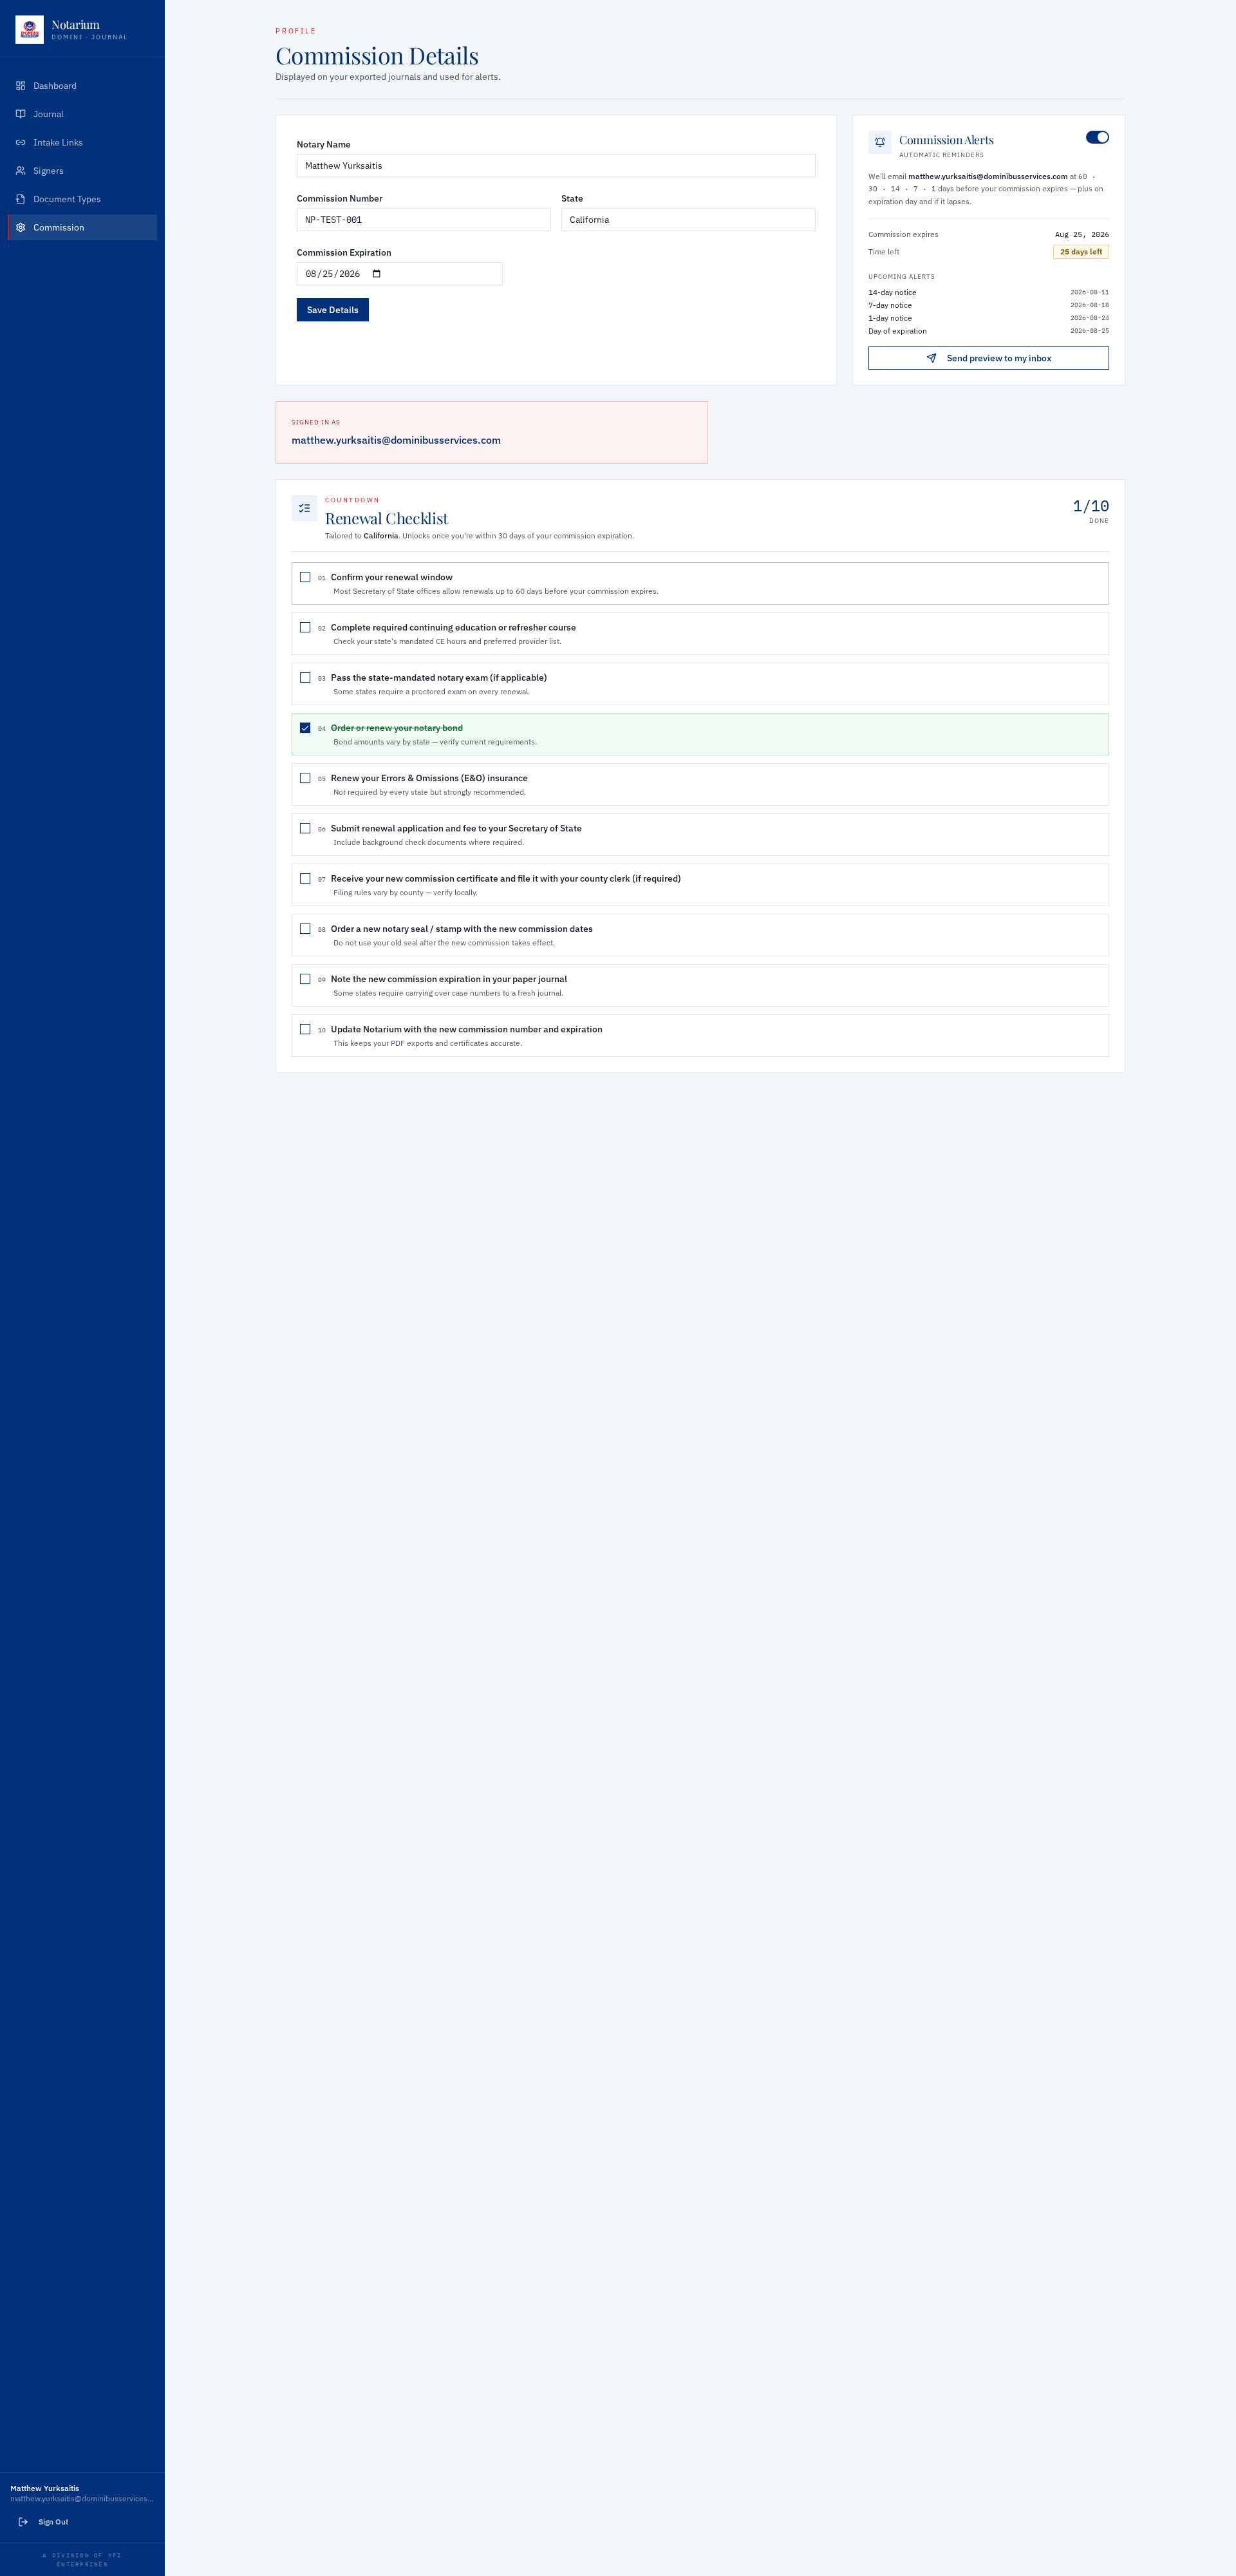 Notarium
DOMINI · JOURNAL
Dashboard
Journal
Intake Links
Signers
Document Types
Commission
PROFILE
Commission Details
Displayed on your exported journals and used for alerts.
Notary Name
Matthew Yurksaitis
Commission Number
State
NP-TEST-001
California
Commission Expiration
08/25/2026
Save Details
Commission Alerts
AUTOMATIC REMINDERS
We'll email matthew.yurksaitis@dominibusservices.com at 60 ·
30 · 14 · 7 · 1 days before your commission expires — plus on
expiration day and if it lapses.
Commission expires Aug 25, 2026
Time left 25 days left
UPCOMING ALERTS
14-day notice 2026-08-11
7-day notice 2026-08-18
1-day notice 2026-08-24
Day of expiration 2026-08-25
Send preview to my inbox
SIGNED IN AS
matthew.yurksaitis@dominibusservices.com
COUNTDOWN
Renewal Checklist
Tailored to California. Unlocks once you're within 30 days of your commission expiration.
1/10
DONE
01 Confirm your renewal window
Most Secretary of State offices allow renewals up to 60 days before your commission expires.
02 Complete required continuing education or refresher course
Check your state's mandated CE hours and preferred provider list.
03 Pass the state-mandated notary exam (if applicable)
Some states require a proctored exam on every renewal.
04 Order or renew your notary bond
Bond amounts vary by state — verify current requirements.
05 Renew your Errors & Omissions (E&O) insurance
Not required by every state but strongly recommended.
06 Submit renewal application and fee to your Secretary of State
Include background check documents where required.
07 Receive your new commission certificate and file it with your county clerk (if required)
Filing rules vary by county — verify locally.
08 Order a new notary seal / stamp with the new commission dates
Do not use your old seal after the new commission takes effect.
09 Note the new commission expiration in your paper journal
Some states require carrying over case numbers to a fresh journal.
10 Update Notarium with the new commission number and expiration
This keeps your PDF exports and certificates accurate.
Matthew Yurksaitis
matthew.yurksaitis@dominibusservices...
Sign Out
A DIVISION OF YPI
ENTERPRISES